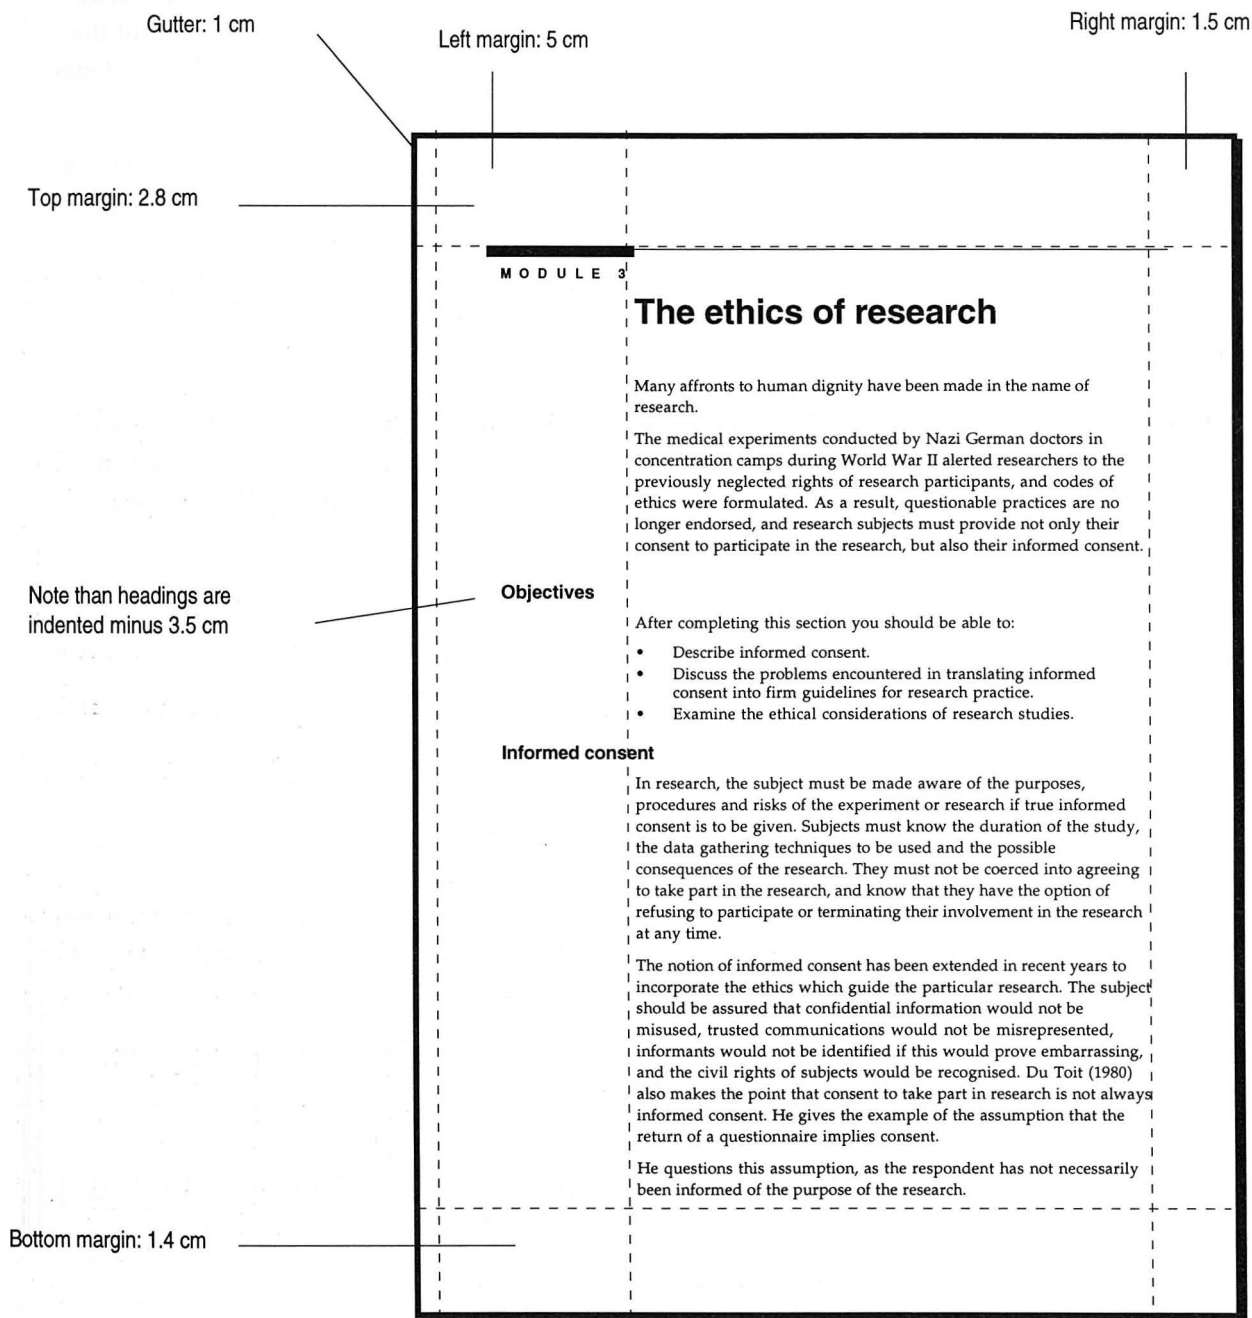 Gutter: 1 cm
Left margin: 5 cm
Right margin: 1.5 cm
Top margin: 2.8 cm
MODULE 3
The ethics of research
Many affronts to human dignity have been made in the name of
research.
The medical experiments conducted by Nazi German doctors in
concentration camps during World War II alerted researchers to the
previously neglected rights of research participants, and codes of
ethics were formulated. As a result, questionable practices are no
longer endorsed, and research subjects must provide not only their
consent to participate in the research, but also their informed consent.
Note than headings are
indented minus 3.5 cm
Objectives
After completing this section you should be able to:
• Describe informed consent.
• Discuss the problems encountered in translating informed
consent into firm guidelines for research practice.
• Examine the ethical considerations of research studies.
Informed consent
In research, the subject must be made aware of the purposes,
procedures and risks of the experiment or research if true informed
consent is to be given. Subjects must know the duration of the study,
the data gathering techniques to be used and the possible
consequences of the research. They must not be coerced into agreeing
to take part in the research, and know that they have the option of
refusing to participate or terminating their involvement in the research
at any time.
The notion of informed consent has been extended in recent years to
incorporate the ethics which guide the particular research. The subject
should be assured that confidential information would not be
misused, trusted communications would not be misrepresented,
informants would not be identified if this would prove embarrassing,
and the civil rights of subjects would be recognised. Du Toit (1980)
also makes the point that consent to take part in research is not always
informed consent. He gives the example of the assumption that the
return of a questionnaire implies consent.
He questions this assumption, as the respondent has not necessarily
been informed of the purpose of the research.
Bottom margin: 1.4 cm